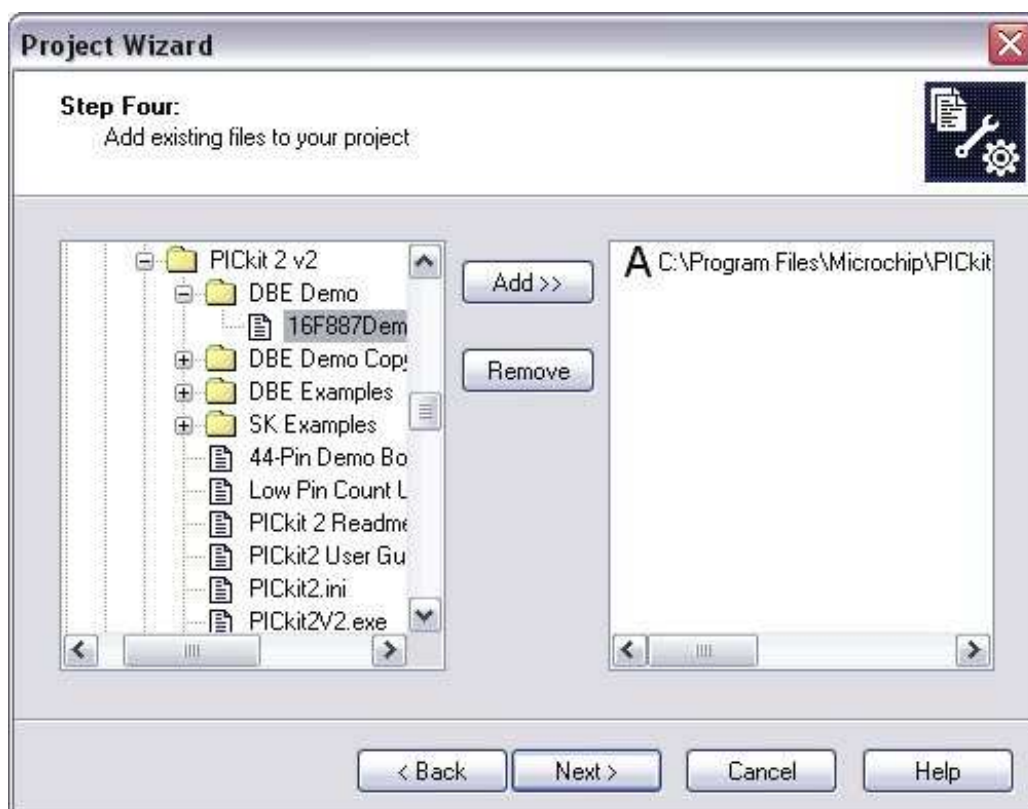 Project Wizard
Step Four:
Add existing files to your project
PICkit 2 v2
DBE Demo
16F887Dem
DBE Demo Copy
DBE Examples
SK Examples
44-Pin Demo Bo
Low Pin Count U
PICkit 2 Readme
PICkit2 User Gu
PICkit2.ini
PICkit2V2.exe
Add >>
Remove
A C:\Program Files\Microchip\PICkit
< Back
Next >
Cancel
Help